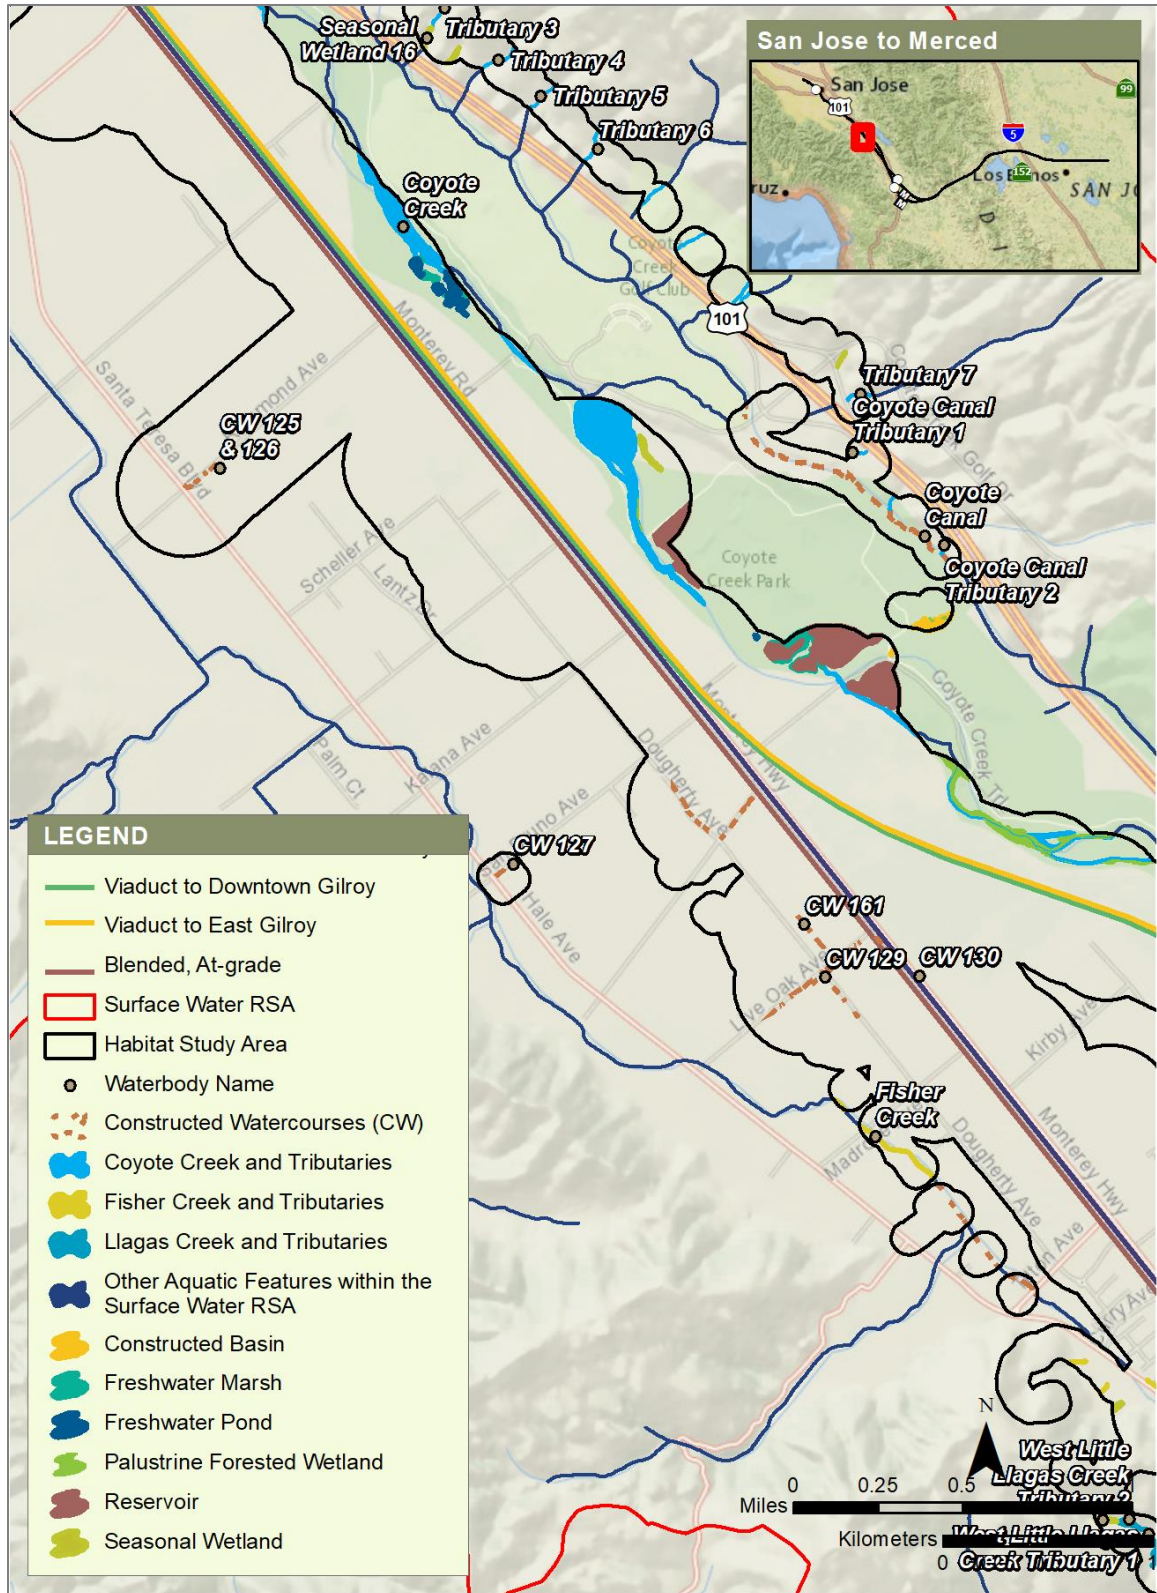 Seasonal
Wetland 16
Tributary 3
Tributary 4
Tributary 5
Tributary 6
San Jose to Merced
San Jose
101
99
5
152
Los Banos
SAN JO
ruz
M
M
D I
Coyote
Creek
Coyote
Creek
Golf Club
101
Monterey Rd
Santa Teresa Blvd
mond Ave
CW 125
& 126
Tributary 7
Coyote Canal
Tributary 1
Golf Dr
Coyote
Canal
Coyote Canal
Tributary 2
Scheller Ave
Lantz Dr
Coyote
Creek Park
Coyote Creek Trl
Monterey Hwy
Kalana Ave
Palm Ct
Dougherty Ave
CW 127
Hale Ave
CW 161
CW 129
CW 130
Live Oak Ave
Kirby Ave
Fisher
Creek
Madrone
Dougherty Ave
Monterey Hwy
LEGEND
Viaduct to Downtown Gilroy
Viaduct to East Gilroy
Blended, At-grade
Surface Water RSA
Habitat Study Area
Waterbody Name
Constructed Watercourses (CW)
Coyote Creek and Tributaries
Fisher Creek and Tributaries
Llagas Creek and Tributaries
Other Aquatic Features within the
Surface Water RSA
Constructed Basin
Freshwater Marsh
Freshwater Pond
Palustrine Forested Wetland
Reservoir
Seasonal Wetland
N
West Little
Llagas Creek
Tributary 2
0 0.25 0.5
Miles
Kilometers
West Little Llagas
Creek Tributary 1
0 1